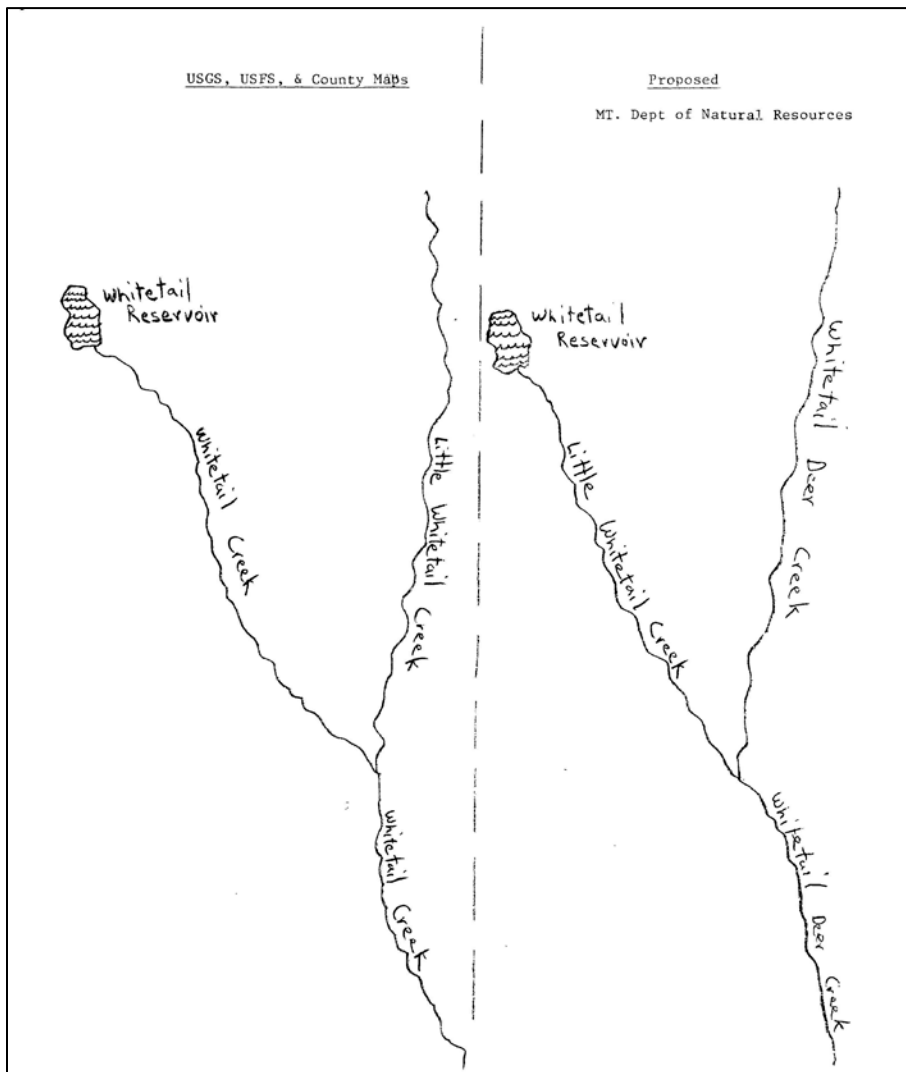 USGS, USFS, & County Maps
Whitetail
Reservoir
Whitetail Creek
Little Whitetail Creek
Whitetail Creek
Proposed
MT. Dept of Natural Resources
Whitetail
Reservoir
Little Whitetail Creek
Whitetail Deer Creek
Whitetail Deer Creek